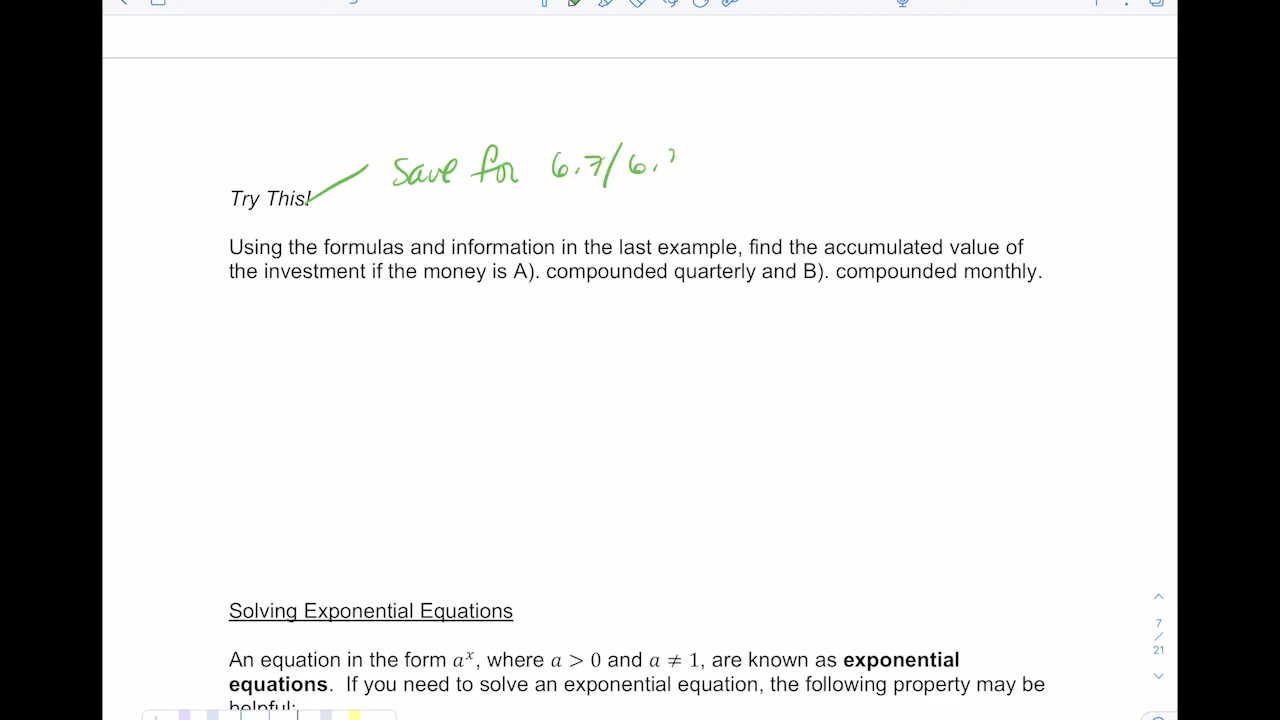 save for 6.7/6.
Try This!
Using the formulas and information in the last example, find the accumulated value of
the investment if the money is A). compounded quarterly and B). compounded monthly.
Solving Exponential Equations
An equation in the form aˣ, where a > 0 and a ≠ 1, are known as exponential
equations. If you need to solve an exponential equation, the following property may be
helpful:
7
/
21